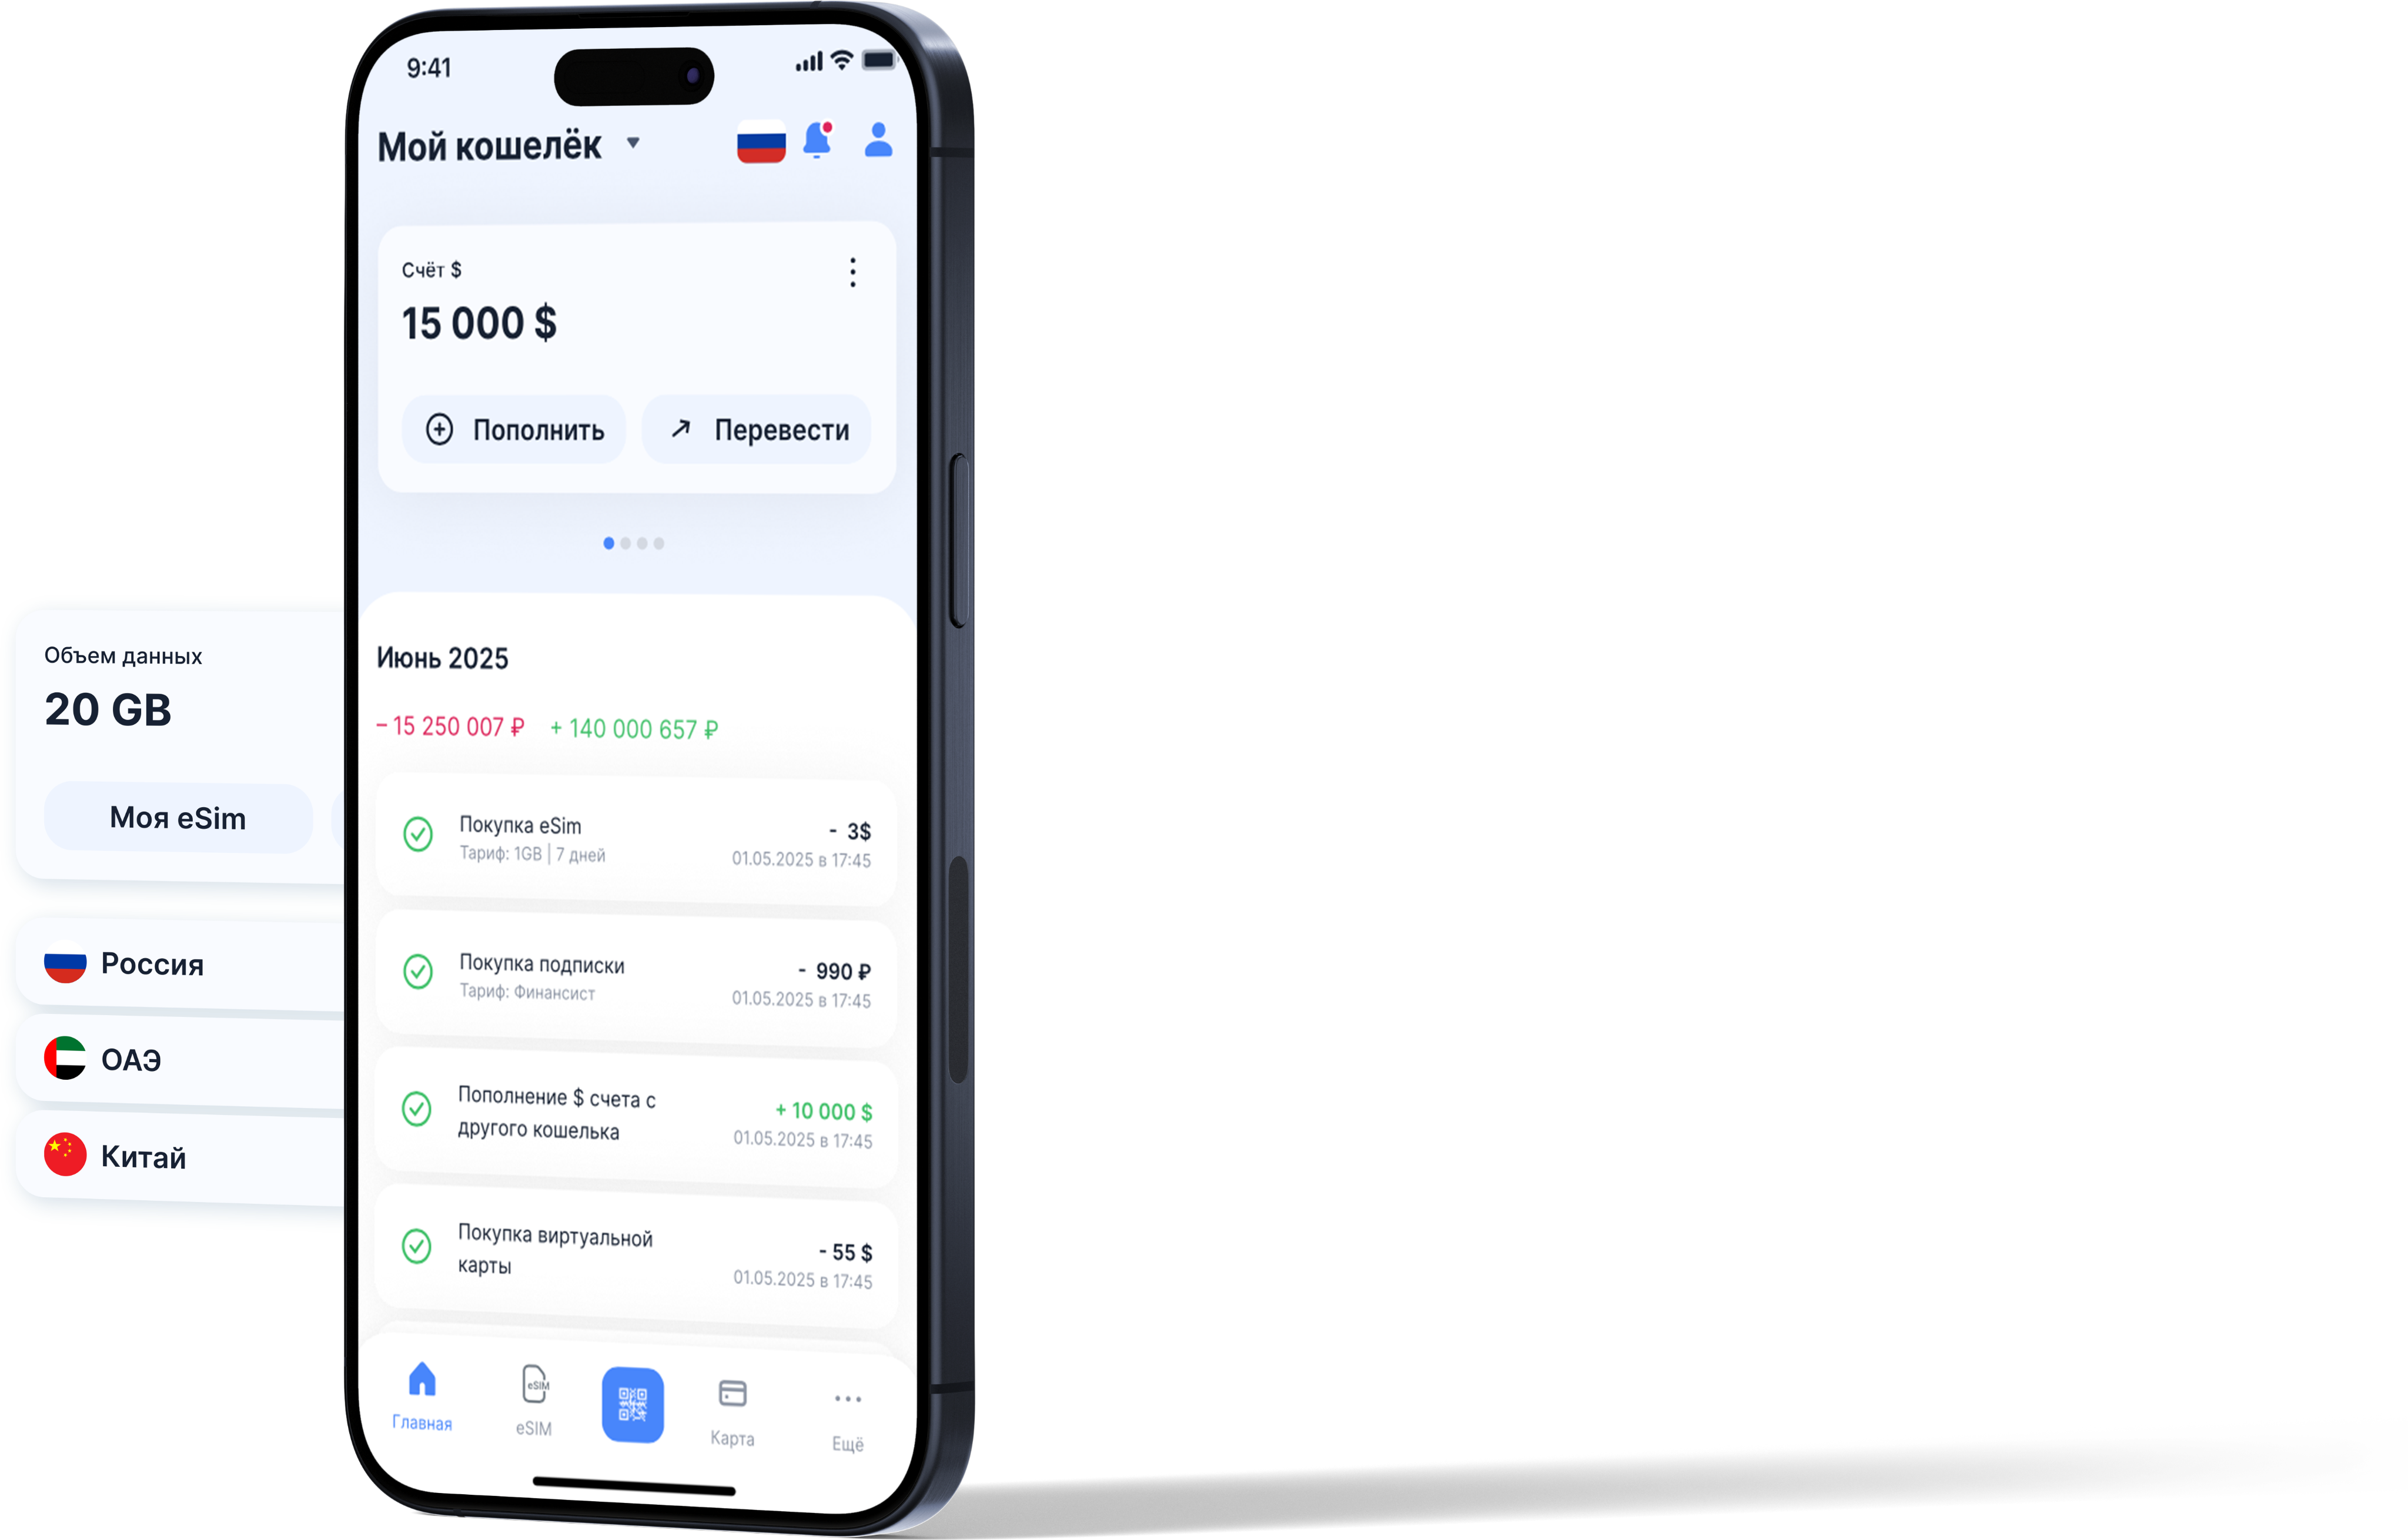 9:41
Мой кошелёк
Счёт $
15 000 $
Пополнить
Перевести
Объем данных
20 GB
Моя eSim
Россия
ОАЭ
Китай
Июнь 2025
– 15 250 007 ₽ + 140 000 657 ₽
Покупка eSim
Тариф: 1GB | 7 дней
- 3$
01.05.2025 в 17:45
Покупка подписки
Тариф: Финансист
- 990 ₽
01.05.2025 в 17:45
Пополнение $ счета с
другого кошелька
+ 10 000 $
01.05.2025 в 17:45
Покупка виртуальной
карты
- 55 $
01.05.2025 в 17:45
Главная
eSIM
eSIM
Карта
Ещё